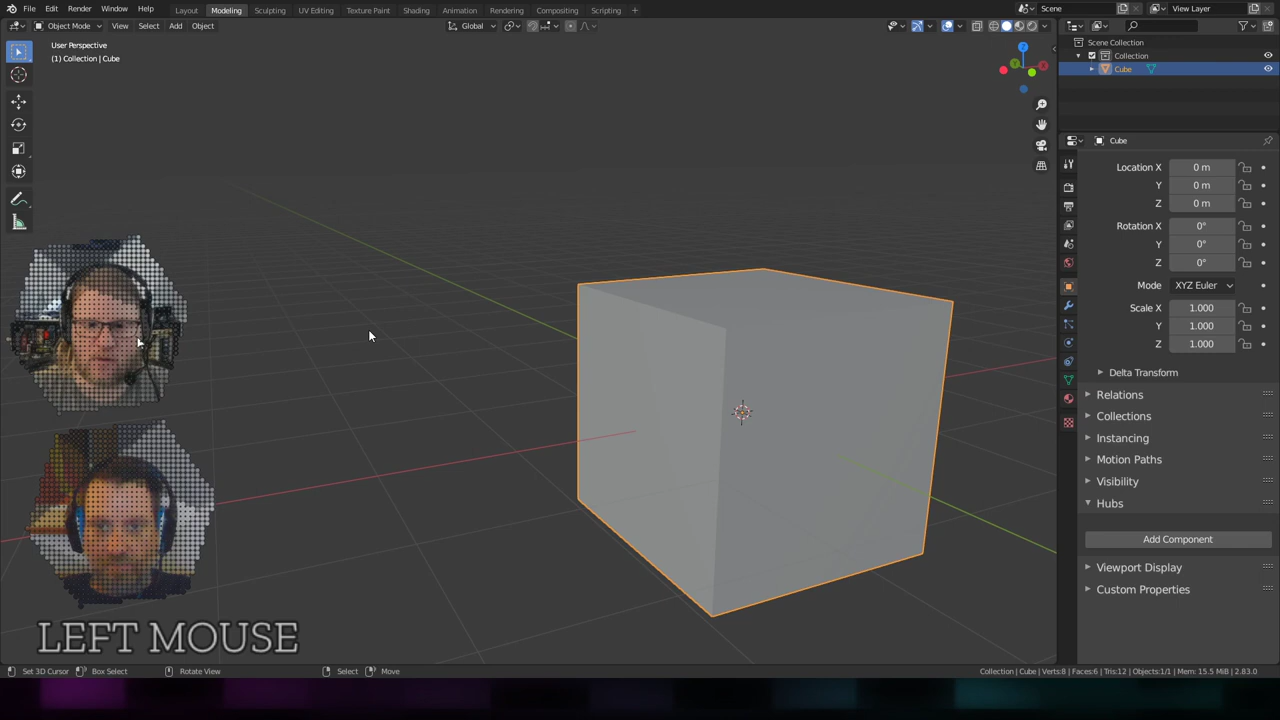 File Edit Render Window Help
Layout Modeling Sculpting UV Editing Texture Paint Shading Animation Rendering Compositing Scripting +
Scene
View Layer
Object Mode View Select Add Object
Global
User Perspective
(1) Collection | Cube
Z
Y
X
Scene Collection
Collection
Cube
Cube
Location X 0 m
Y 0 m
Z 0 m
Rotation X 0°
Y 0°
Z 0°
Mode XYZ Euler
Scale X 1.000
Y 1.000
Z 1.000
Delta Transform
Relations
Collections
Instancing
Motion Paths
Visibility
Hubs
Add Component
Viewport Display
Custom Properties
LEFT MOUSE
Set 3D Cursor Box Select Rotate View Select Move
Collection | Cube | Verts:8 | Faces:6 | Tris:12 | Objects:1/1 | Mem: 15.5 MiB | 2.83.0